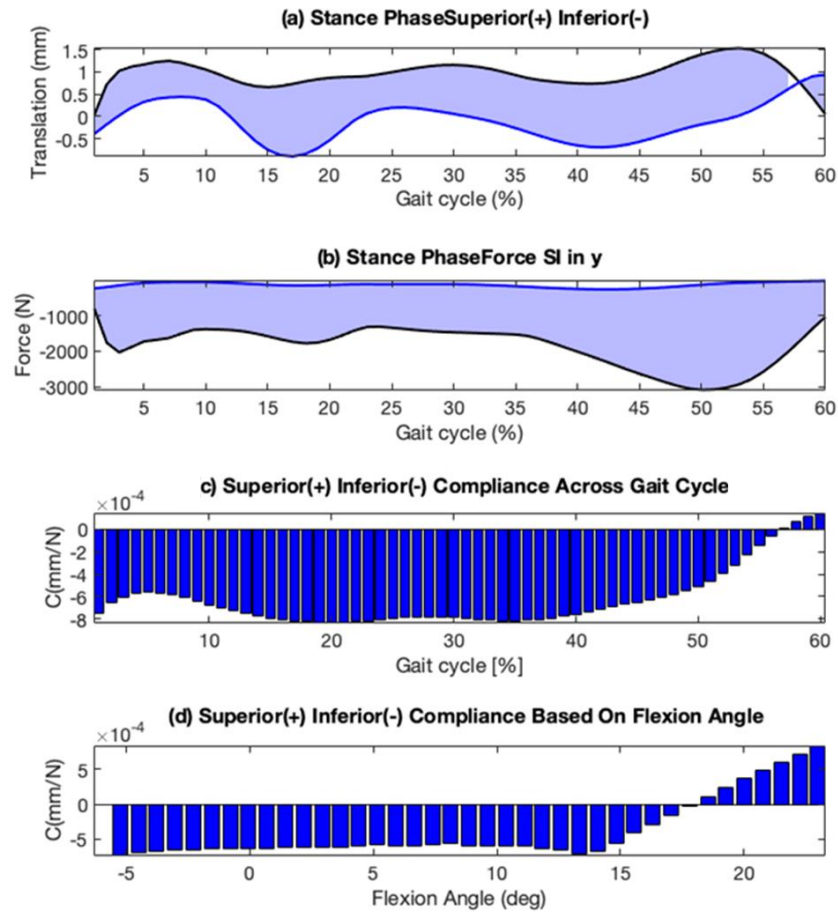 (a) Stance PhaseSuperior(+) Inferior(-)
Translation (mm)
1.5
1
0.5
0
-0.5
5 10 15 20 25 30 35 40 45 50 55 60
Gait cycle (%)
(b) Stance PhaseForce SI in y
Force (N)
-1000
-2000
-3000
5 10 15 20 25 30 35 40 45 50 55 60
Gait cycle (%)
c) Superior(+) Inferior(-) Compliance Across Gait Cycle
×10⁻⁴
C(mm/N)
0
-2
-4
-6
-8
10 20 30 40 50 60
Gait cycle [%]
(d) Superior(+) Inferior(-) Compliance Based On Flexion Angle
×10⁻⁴
C(mm/N)
5
0
-5
-5 0 5 10 15 20
Flexion Angle (deg)